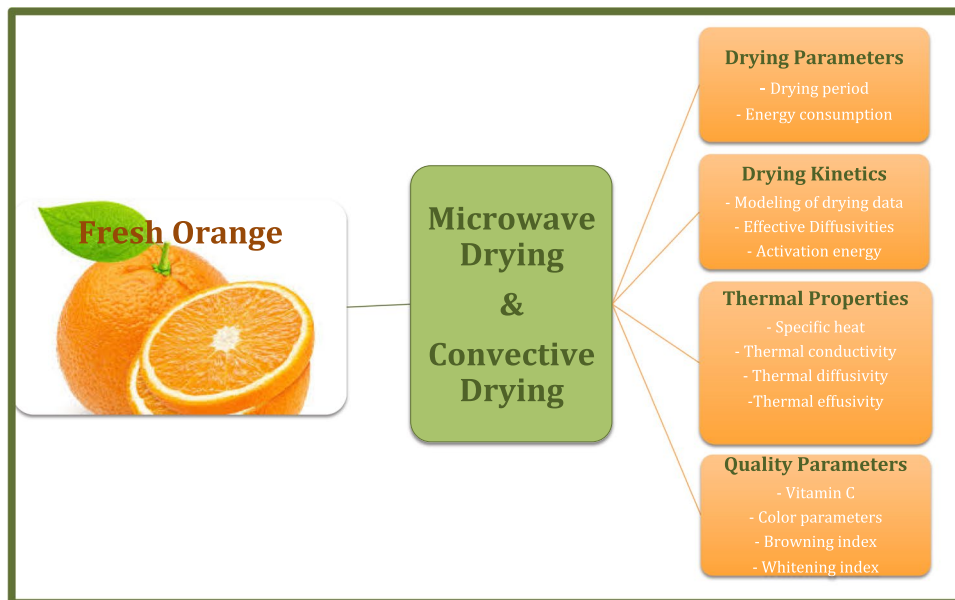 Fresh Orange
Microwave
Drying
&
Convective
Drying
Drying Parameters
- Drying period
- Energy consumption
Drying Kinetics
- Modeling of drying data
- Effective Diffusivities
- Activation energy
Thermal Properties
- Specific heat
- Thermal conductivity
- Thermal diffusivity
-Thermal effusivity
Quality Parameters
- Vitamin C
- Color parameters
- Browning index
- Whitening index